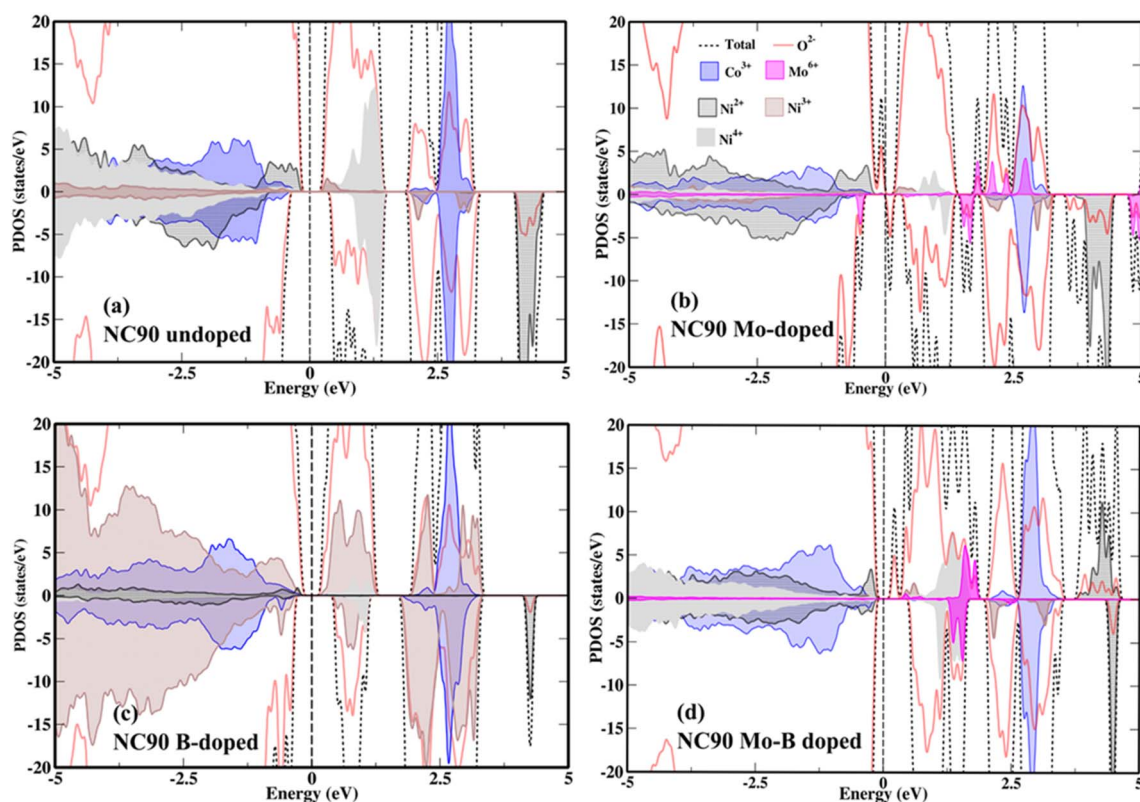 20
15
10
5
0
-5
-10
-15
-20
PDOS (states/eV)
(a)
NC90 undoped
-5 -2.5 0 2.5 5
Energy (eV)
20
15
10
5
0
-5
-10
-15
-20
PDOS (states/eV)
Total O²⁻
Co³⁺ Mo⁶⁺
Ni²⁺ Ni³⁺
Ni⁴⁺
(b)
NC90 Mo-doped
-5 -2.5 0 2.5 5
Energy (eV)
20
15
10
5
0
-5
-10
-15
-20
PDOS (states/eV)
(c)
NC90 B-doped
-5 -2.5 0 2.5 5
Energy (eV)
20
15
10
5
0
-5
-10
-15
-20
PDOS (states/eV)
(d)
NC90 Mo-B doped
-5 -2.5 0 2.5 5
Energy (eV)